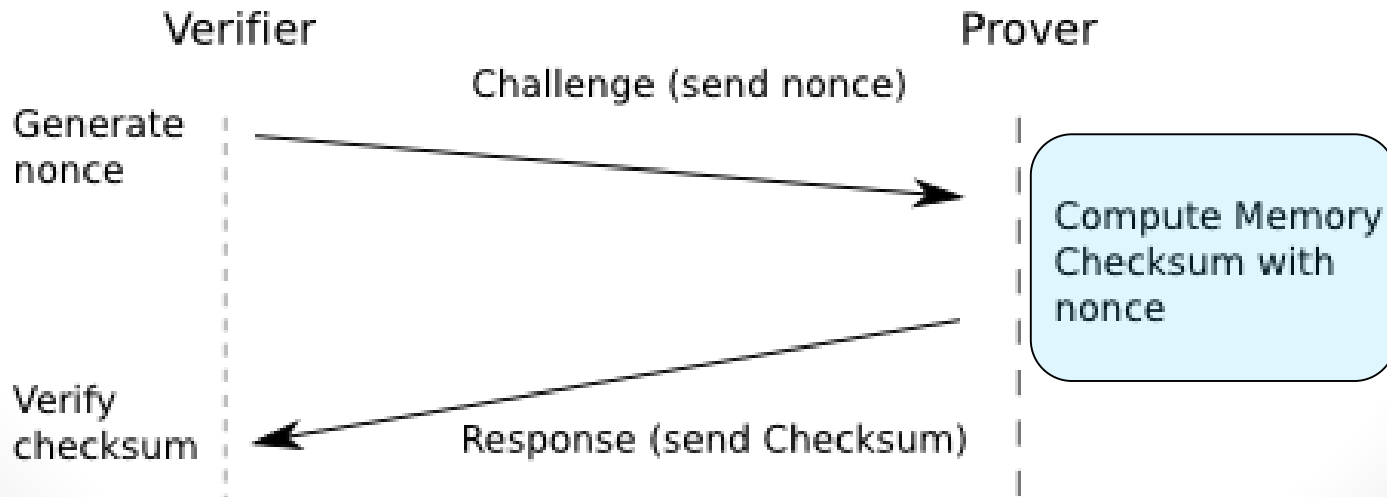 Verifier
Prover
Challenge (send nonce)
Generate
nonce
Compute Memory
Checksum with
nonce
Verify
checksum
Response (send Checksum)